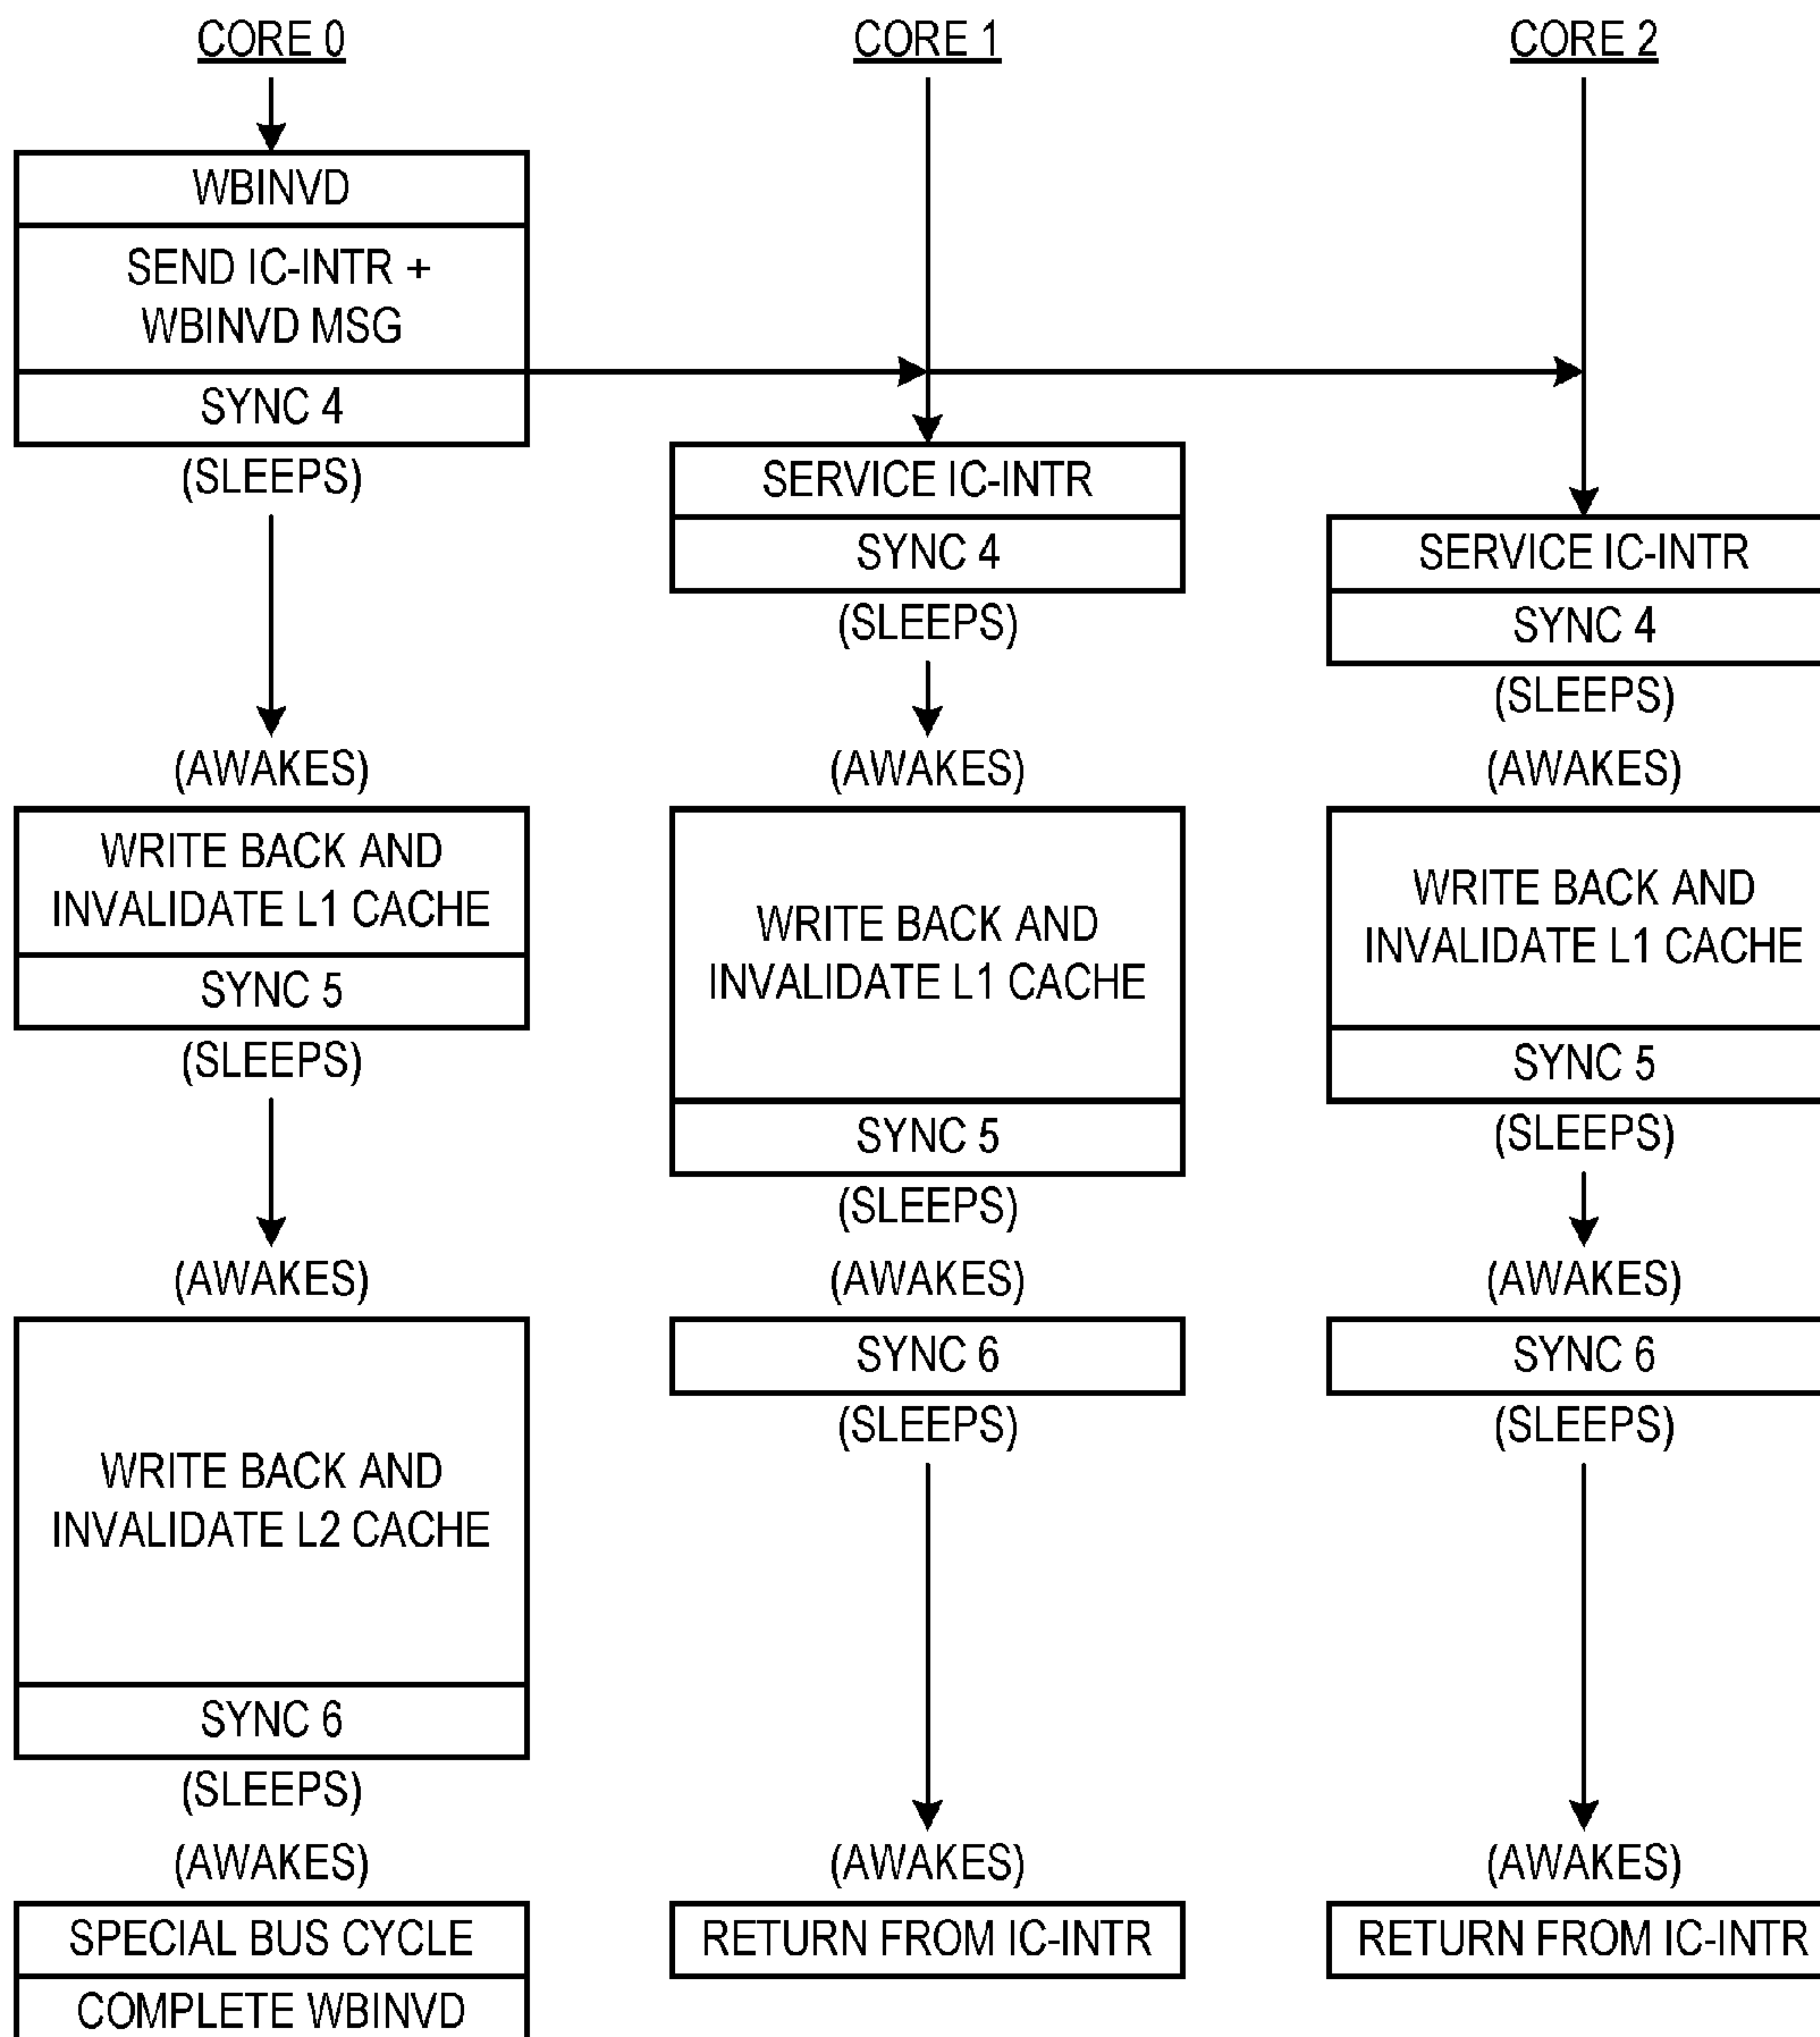 CORE 0
CORE 1
CORE 2
WBINVD
SEND IC-INTR +
WBINVD MSG
SYNC 4
(SLEEPS)
SERVICE IC-INTR
SYNC 4
(SLEEPS)
SERVICE IC-INTR
SYNC 4
(SLEEPS)
(AWAKES)
(AWAKES)
(AWAKES)
WRITE BACK AND
INVALIDATE L1 CACHE
SYNC 5
(SLEEPS)
WRITE BACK AND
INVALIDATE L1 CACHE
SYNC 5
(SLEEPS)
WRITE BACK AND
INVALIDATE L1 CACHE
SYNC 5
(SLEEPS)
(AWAKES)
(AWAKES)
(AWAKES)
WRITE BACK AND
INVALIDATE L2 CACHE
SYNC 6
(SLEEPS)
SYNC 6
(SLEEPS)
SYNC 6
(SLEEPS)
(AWAKES)
(AWAKES)
(AWAKES)
SPECIAL BUS CYCLE
COMPLETE WBINVD
RETURN FROM IC-INTR
RETURN FROM IC-INTR